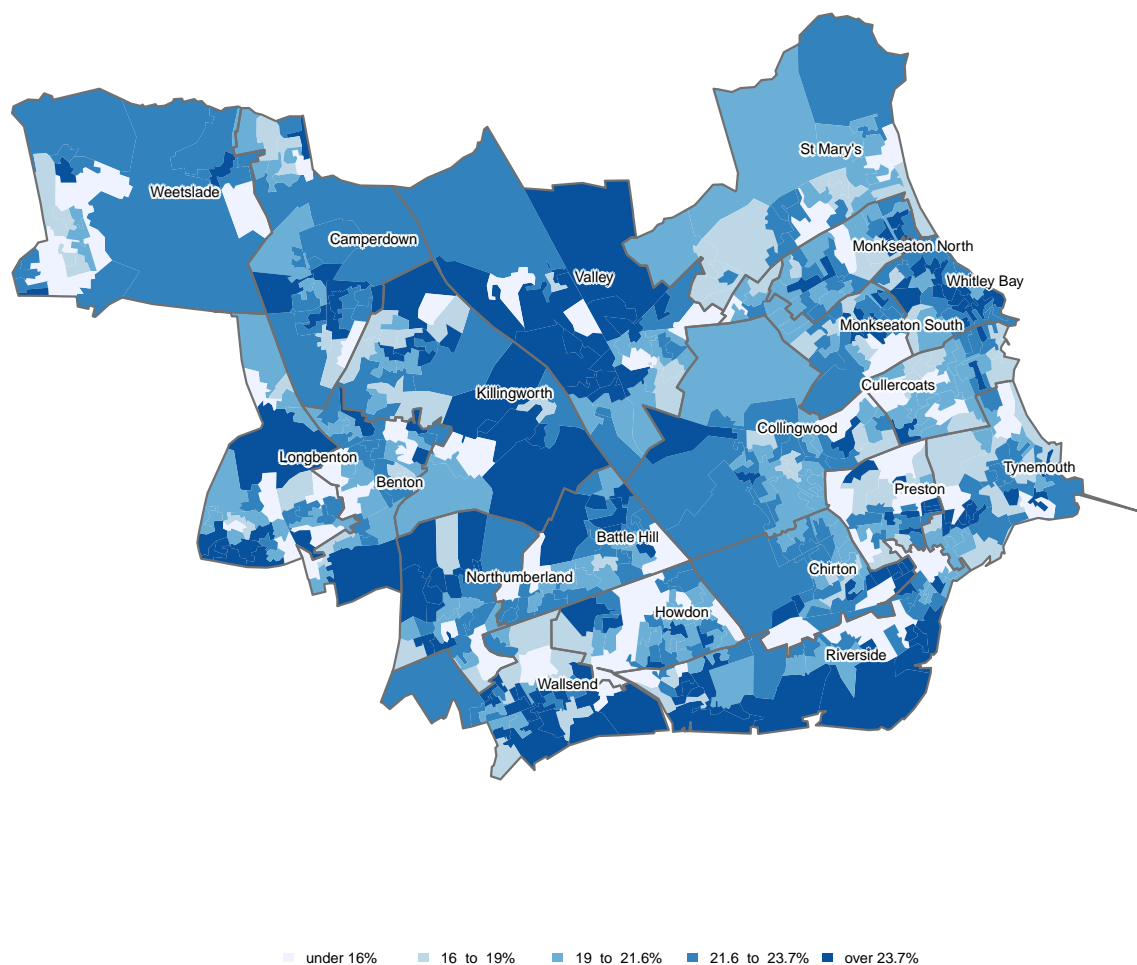 St Mary's
Weetslade
Camperdown
Monkseaton North
Valley
Whitley Bay
Monkseaton South
Cullercoats
Killingworth
Collingwood
Longbenton
Tynemouth
Benton
Preston
Battle Hill
Chirton
Northumberland
Howdon
Riverside
Wallsend
under 16% 16 to 19% 19 to 21.6% 21.6 to 23.7% over 23.7%